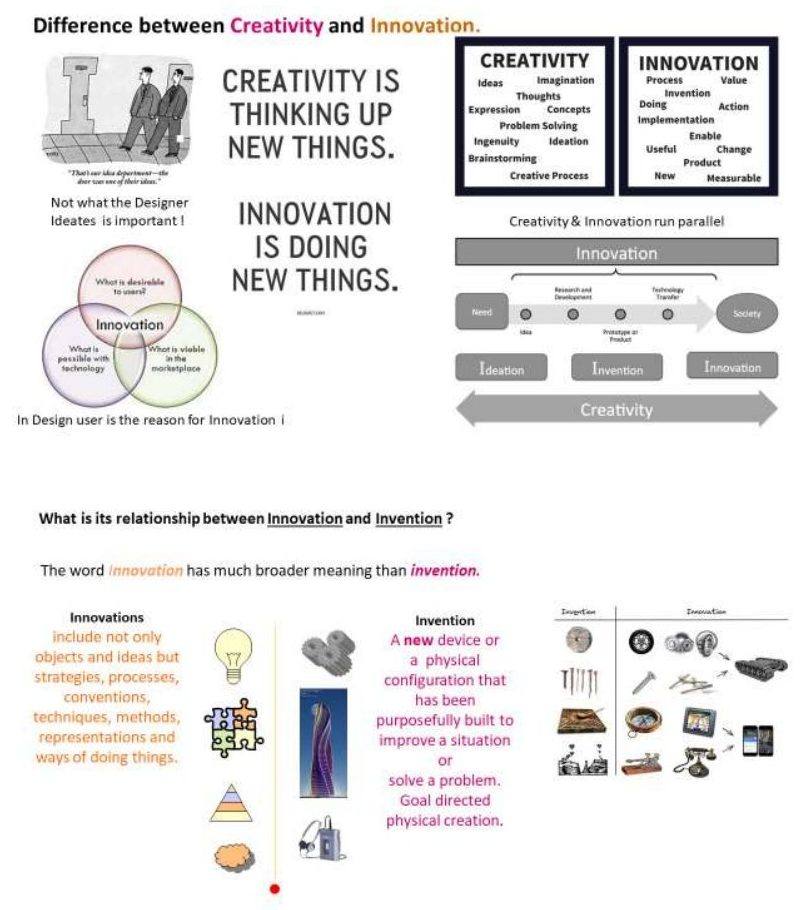 Difference between Creativity and Innovation.
"That's our idea department—the
door was one of their ideas."
Not what the Designer
Ideates is important !
CREATIVITY IS
THINKING UP
NEW THINGS.
INNOVATION
IS DOING
NEW THINGS.
CREATIVITY
Ideas Imagination
Thoughts
Expression Concepts
Problem Solving
Ingenuity Ideation
Brainstorming
Creative Process
INNOVATION
Process Value
Invention
Doing Action
Implementation
Enable
Useful Change
Product
New Measurable
What is desirable
to users?
Innovation
What is
possible with
technology
What is viable
in the
marketplace
In Design user is the reason for Innovation i
Creativity & Innovation run parallel
Innovation
Need
Research and
Development
Technology
Transfer
Idea
Prototype or
Product
Society
Ideation
Invention
Innovation
Creativity
What is its relationship between Innovation and Invention ?
The word Innovation has much broader meaning than invention.
Innovations
include not only
objects and ideas but
strategies, processes,
conventions,
techniques, methods,
representations and
ways of doing things.
Invention
A new device or
a physical
configuration that
has been
purposefully built to
improve a situation
or
solve a problem.
Goal directed
physical creation.
Invention Innovation